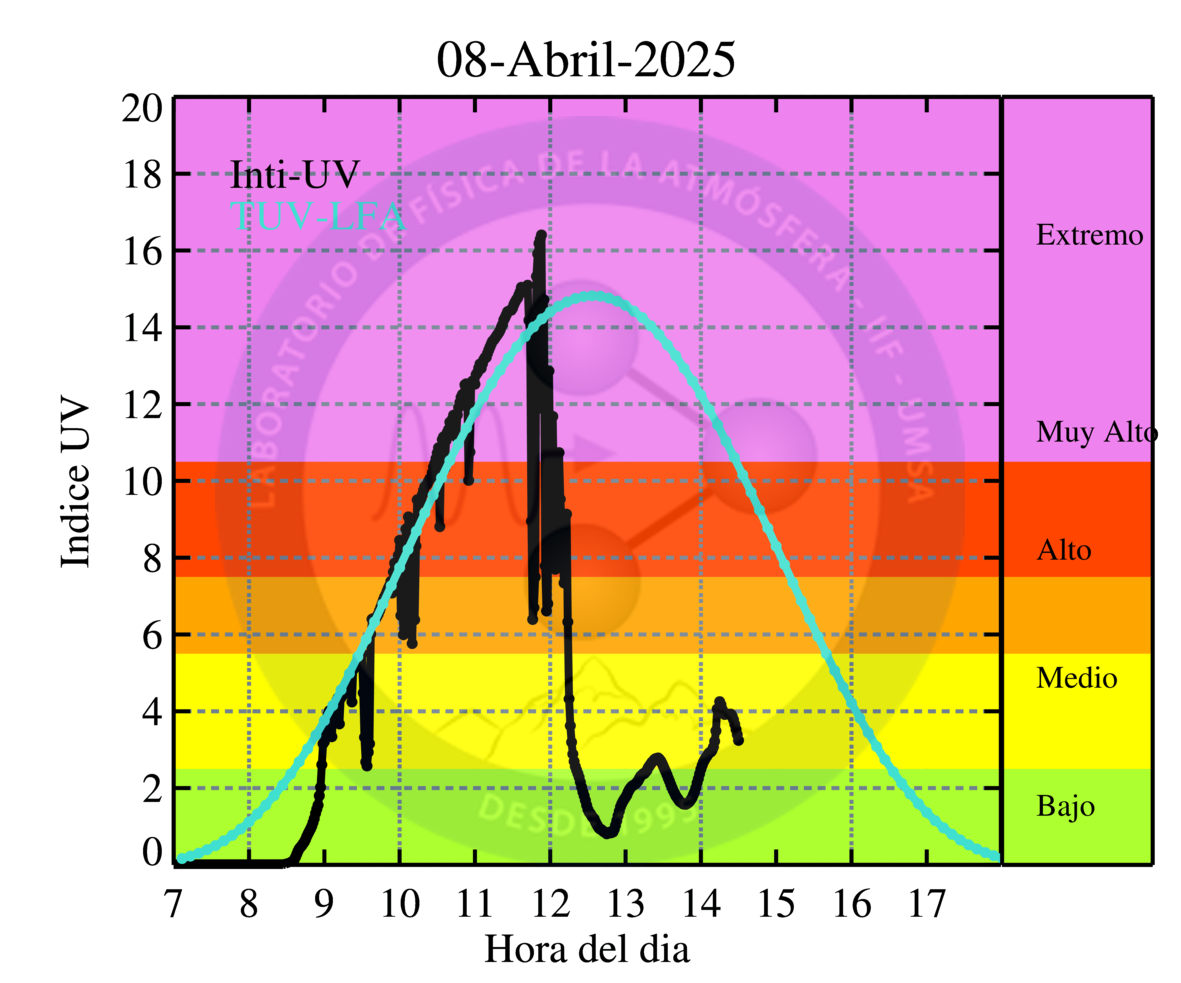 08-Abril-2025
20
18
16
14
12
10
8
6
4
2
0
Indice UV
Inti-UV
TUV-LFA
LABORATORIO DE FÍSICA DE LA ATMÓSFERA - IIF - UMSA
DESDE 1995
Extremo
Muy Alto
Alto
Medio
Bajo
7 8 9 10 11 12 13 14 15 16 17
Hora del dia